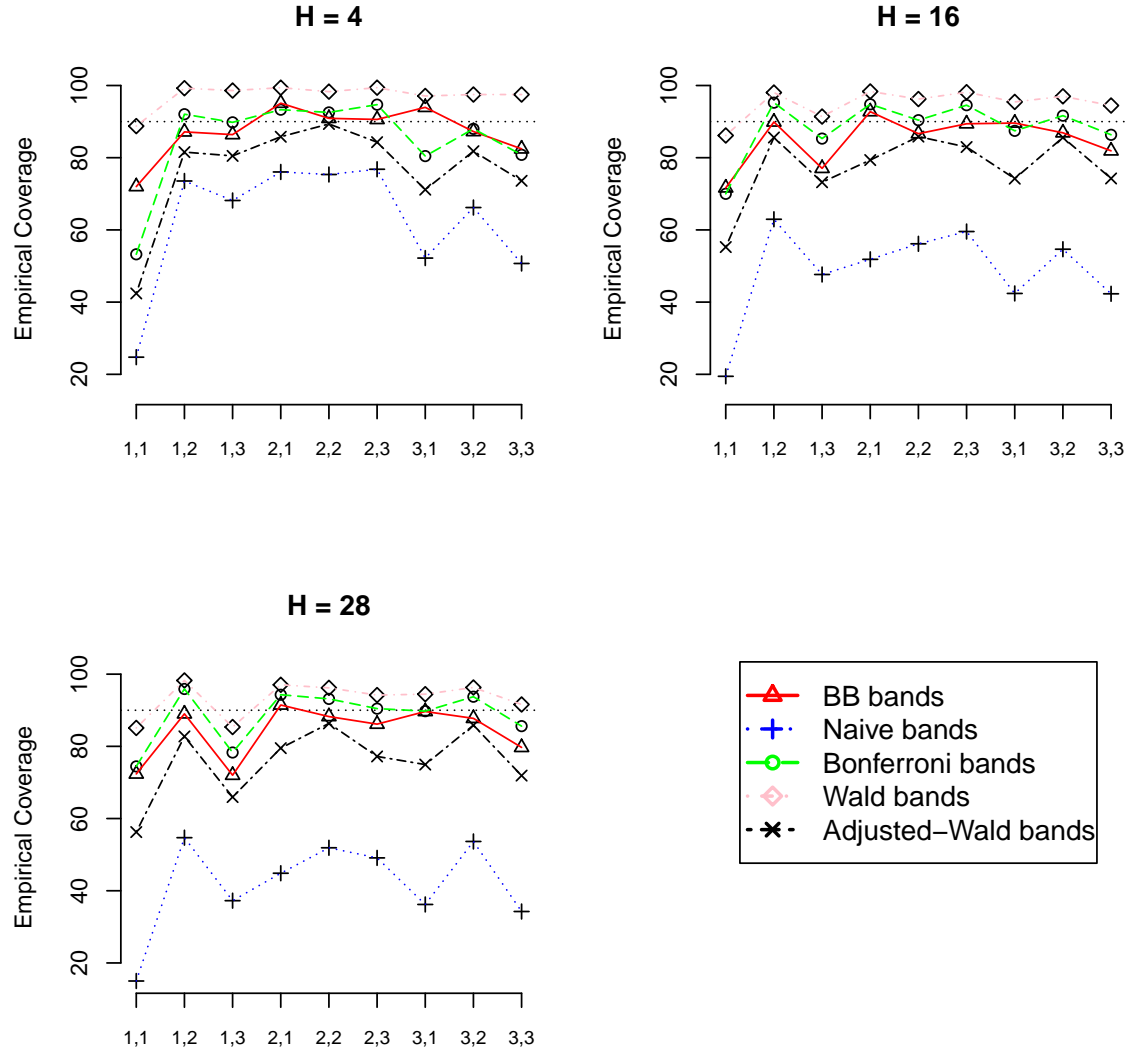 H = 4
Empirical Coverage
100
80
60
40
20
1,1 1,2 1,3 2,1 2,2 2,3 3,1 3,2 3,3
H = 16
Empirical Coverage
100
80
60
40
20
1,1 1,2 1,3 2,1 2,2 2,3 3,1 3,2 3,3
H = 28
Empirical Coverage
100
80
60
40
20
1,1 1,2 1,3 2,1 2,2 2,3 3,1 3,2 3,3
BB bands
Naive bands
Bonferroni bands
Wald bands
Adjusted−Wald bands